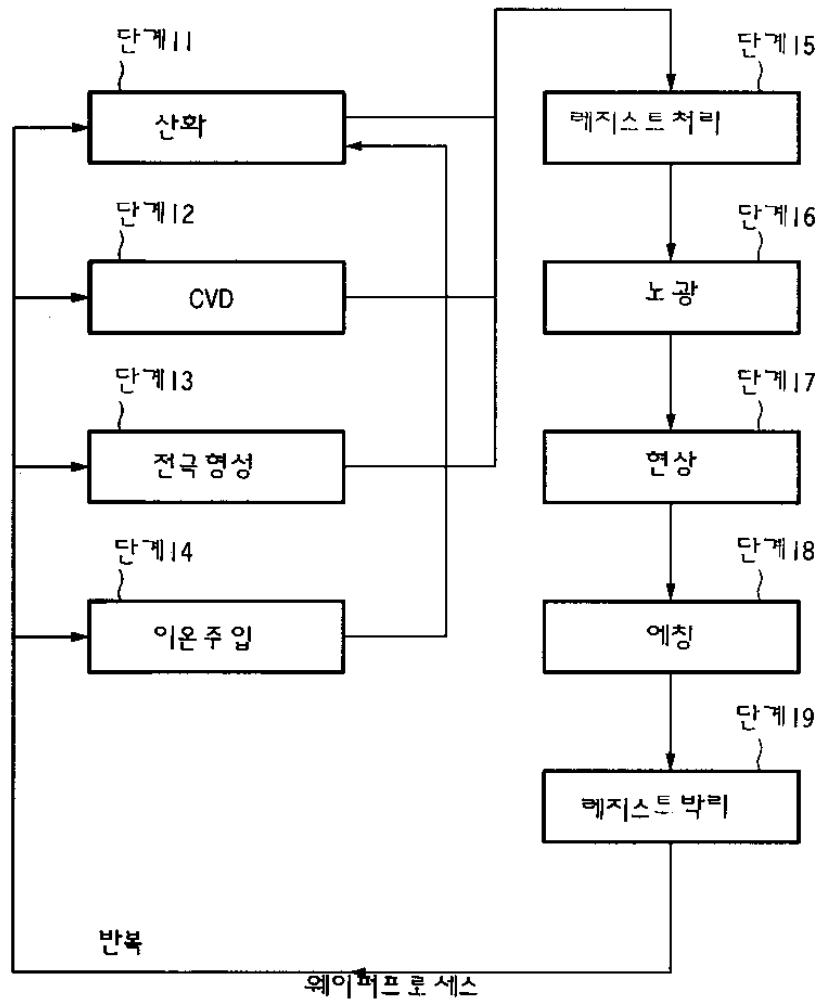 단계11
산화
단계12
CVD
단계13
전극형성
단계14
이온주입
단계15
레지스트처리
단계16
노광
단계17
현상
단계18
에칭
단계19
레지스트박리
반복
웨이퍼프로세스